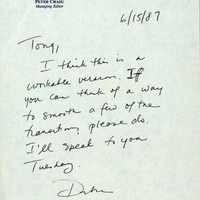 PETER CRAIG
Managing Editor
6/15/87
Tony,
I think this is a
workable version. If
you can think of a way
to smooth a few of the
transitions, please do.
I'll speak to you
Tuesday.